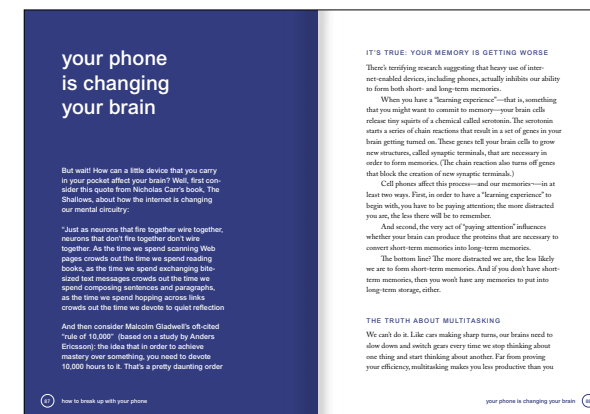 your phone
is changing
your brain
But wait! How can a little device that you carry
in your pocket affect your brain? Well, first con-
sider this quote from Nicholas Carr's book, The
Shallows, about how the internet is changing
our mental circuitry:
"Just as neurons that fire together wire together,
neurons that don't fire together don't wire
together. As the time we spend scanning Web
pages crowds out the time we spend reading
books, as the time we spend exchanging bite-
sized text messages crowds out the time we
spend composing sentences and paragraphs,
as the time we spend hopping across links
crowds out the time we devote to quiet reflection
And then consider Malcolm Gladwell's oft-cited
"rule of 10,000" (based on a study by Anders
Ericsson): the idea that in order to achieve
mastery over something, you need to devote
10,000 hours to it. That's a pretty daunting order
67 how to break up with your phone
IT'S TRUE: YOUR MEMORY IS GETTING WORSE
There's terrifying research suggesting that heavy use of inter-
net-enabled devices, including phones, actually inhibits our ability
to form both short- and long-term memories.
When you have a "learning experience"—that is, something
that you might want to commit to memory—your brain cells
release tiny squirts of a chemical called serotonin. The serotonin
starts a series of chain reactions that result in a set of genes in your
brain getting turned on. These genes tell your brain cells to grow
new structures, called synaptic terminals, that are necessary in
order to form memories. (The chain reaction also turns off genes
that block the creation of new synaptic terminals.)
Cell phones affect this process—and our memories—in at
least two ways. First, in order to have a "learning experience" to
begin with, you have to be paying attention; the more distracted
you are, the less there will be to remember.
And second, the very act of "paying attention" influences
whether your brain can produce the proteins that are necessary to
convert short-term memories into long-term memories.
The bottom line? The more distracted we are, the less likely
we are to form short-term memories. And if you don't have short-
term memories, then you won't have any memories to put into
long-term storage, either.
THE TRUTH ABOUT MULTITASKING
We can't do it. Like cars making sharp turns, our brains need to
slow down and switch gears every time we stop thinking about
one thing and start thinking about another. Far from proving
your efficiency, multitasking makes you less productive than you
your phone is changing your brain